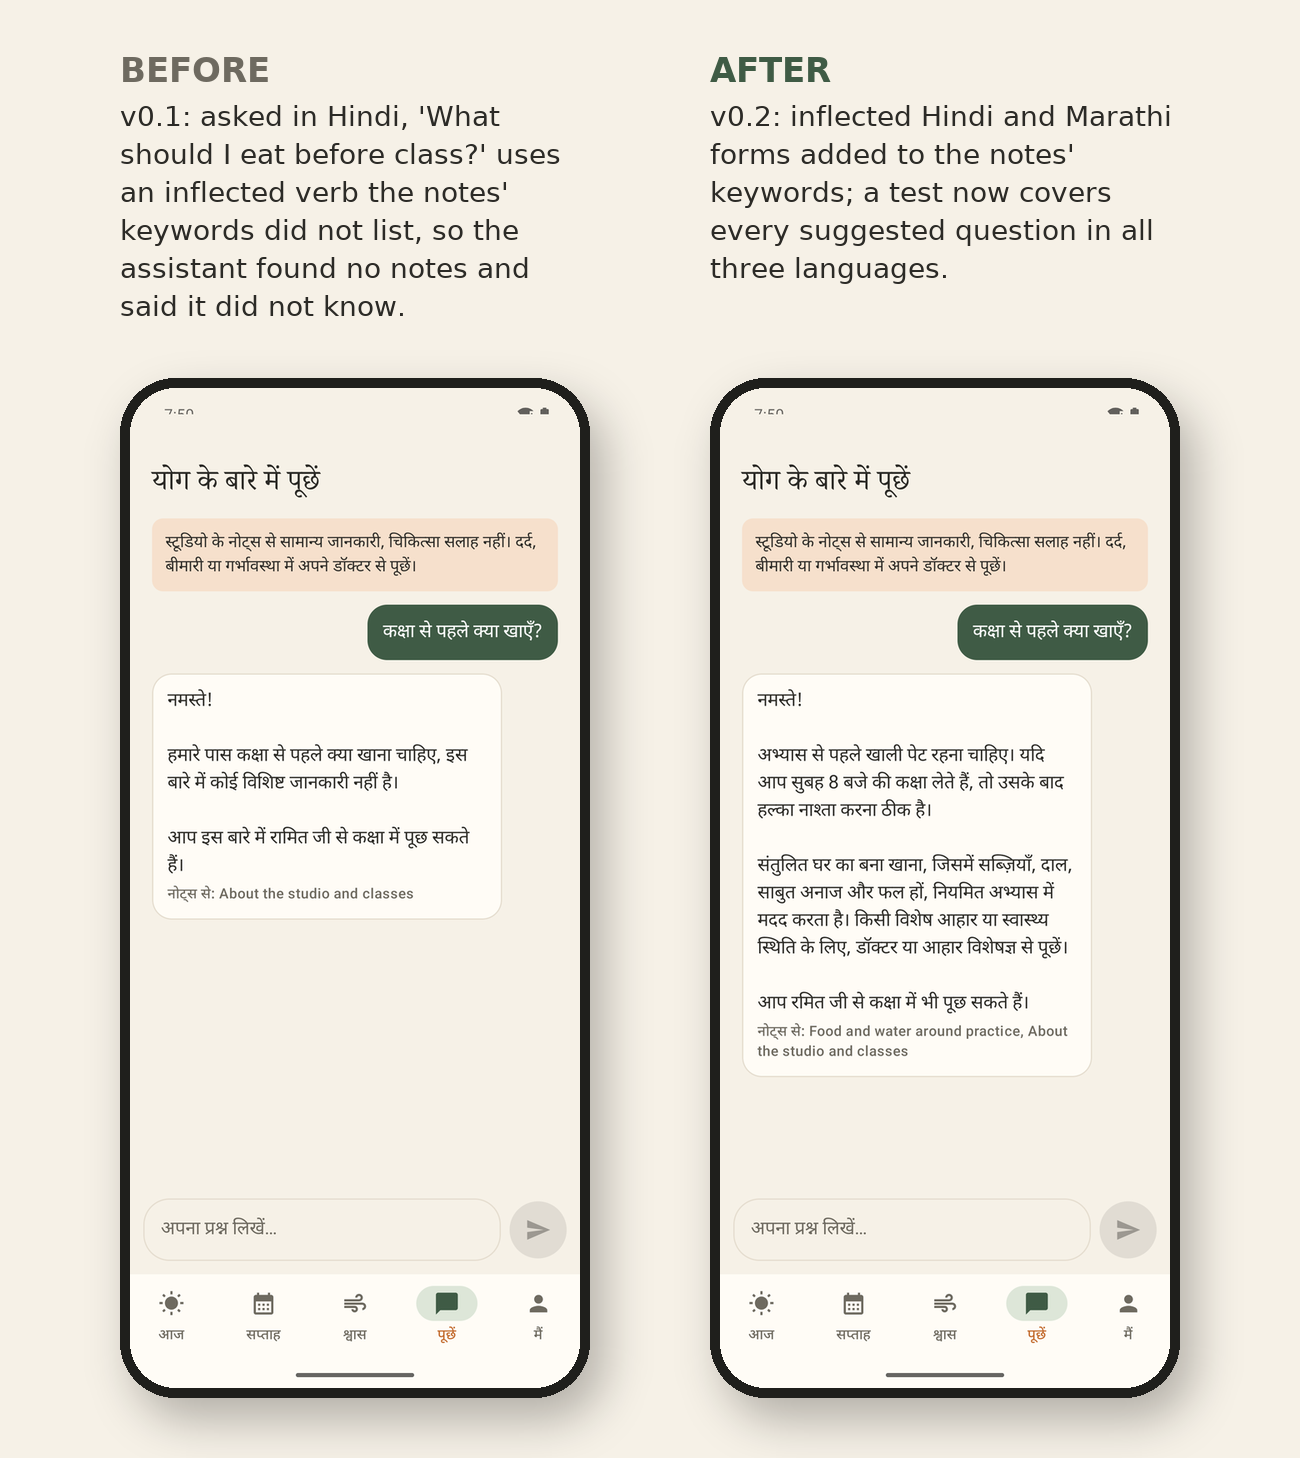 BEFORE
v0.1: asked in Hindi, 'What
should I eat before class?' uses
an inflected verb the notes'
keywords did not list, so the
assistant found no notes and
said it did not know.
AFTER
v0.2: inflected Hindi and Marathi
forms added to the notes'
keywords; a test now covers
every suggested question in all
three languages.
योग के बारे में पूछें
स्टूडियो के नोट्स से सामान्य जानकारी, चिकित्सा सलाह नहीं। दर्द,
बीमारी या गर्भावस्था में अपने डॉक्टर से पूछें।
कक्षा से पहले क्या खाएँ?
नमस्ते!
हमारे पास कक्षा से पहले क्या खाना चाहिए, इस
बारे में कोई विशिष्ट जानकारी नहीं है।
आप इस बारे में रामित जी से कक्षा में पूछ सकते
हैं।
नोट्स से: About the studio and classes
अपना प्रश्न लिखें...
आज
सप्ताह
श्वास
पूछें
मैं
योग के बारे में पूछें
स्टूडियो के नोट्स से सामान्य जानकारी, चिकित्सा सलाह नहीं। दर्द,
बीमारी या गर्भावस्था में अपने डॉक्टर से पूछें।
कक्षा से पहले क्या खाएँ?
नमस्ते!
अभ्यास से पहले खाली पेट रहना चाहिए। यदि
आप सुबह 8 बजे की कक्षा लेते हैं, तो उसके बाद
हल्का नाश्ता करना ठीक है।
संतुलित घर का बना खाना, जिसमें सब्ज़ियाँ, दाल,
साबुत अनाज और फल हों, नियमित अभ्यास में
मदद करता है। किसी विशेष आहार या स्वास्थ्य
स्थिति के लिए, डॉक्टर या आहार विशेषज्ञ से पूछें।
आप रमित जी से कक्षा में भी पूछ सकते हैं।
नोट्स से: Food and water around practice, About
the studio and classes
अपना प्रश्न लिखें...
आज
सप्ताह
श्वास
पूछें
मैं